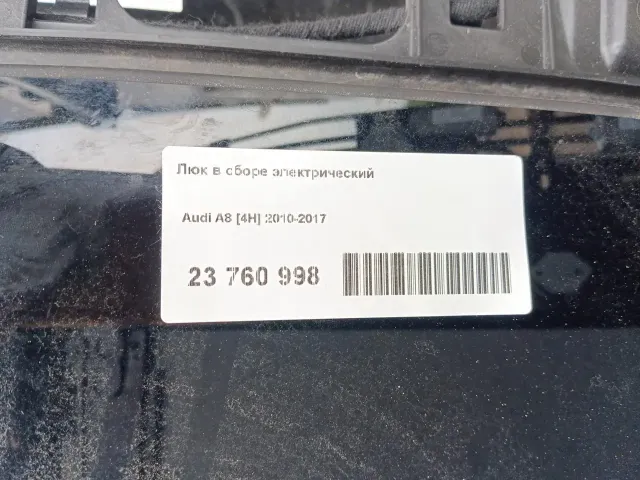 Люк в сборе электрический
Audi A8 [4H] 2010-2017
23 760 998